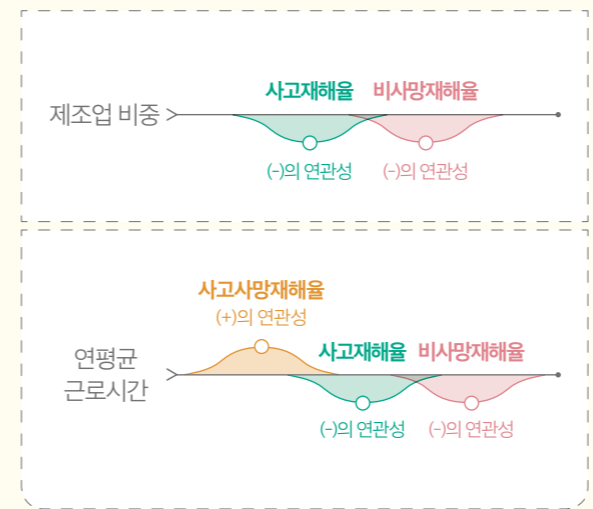 사고재해율 비사망재해율
제조업 비중
(-)의 연관성 (-)의 연관성
사고사망재해율
(+)의 연관성
사고재해율 비사망재해율
연평균
근로시간
(-)의 연관성 (-)의 연관성